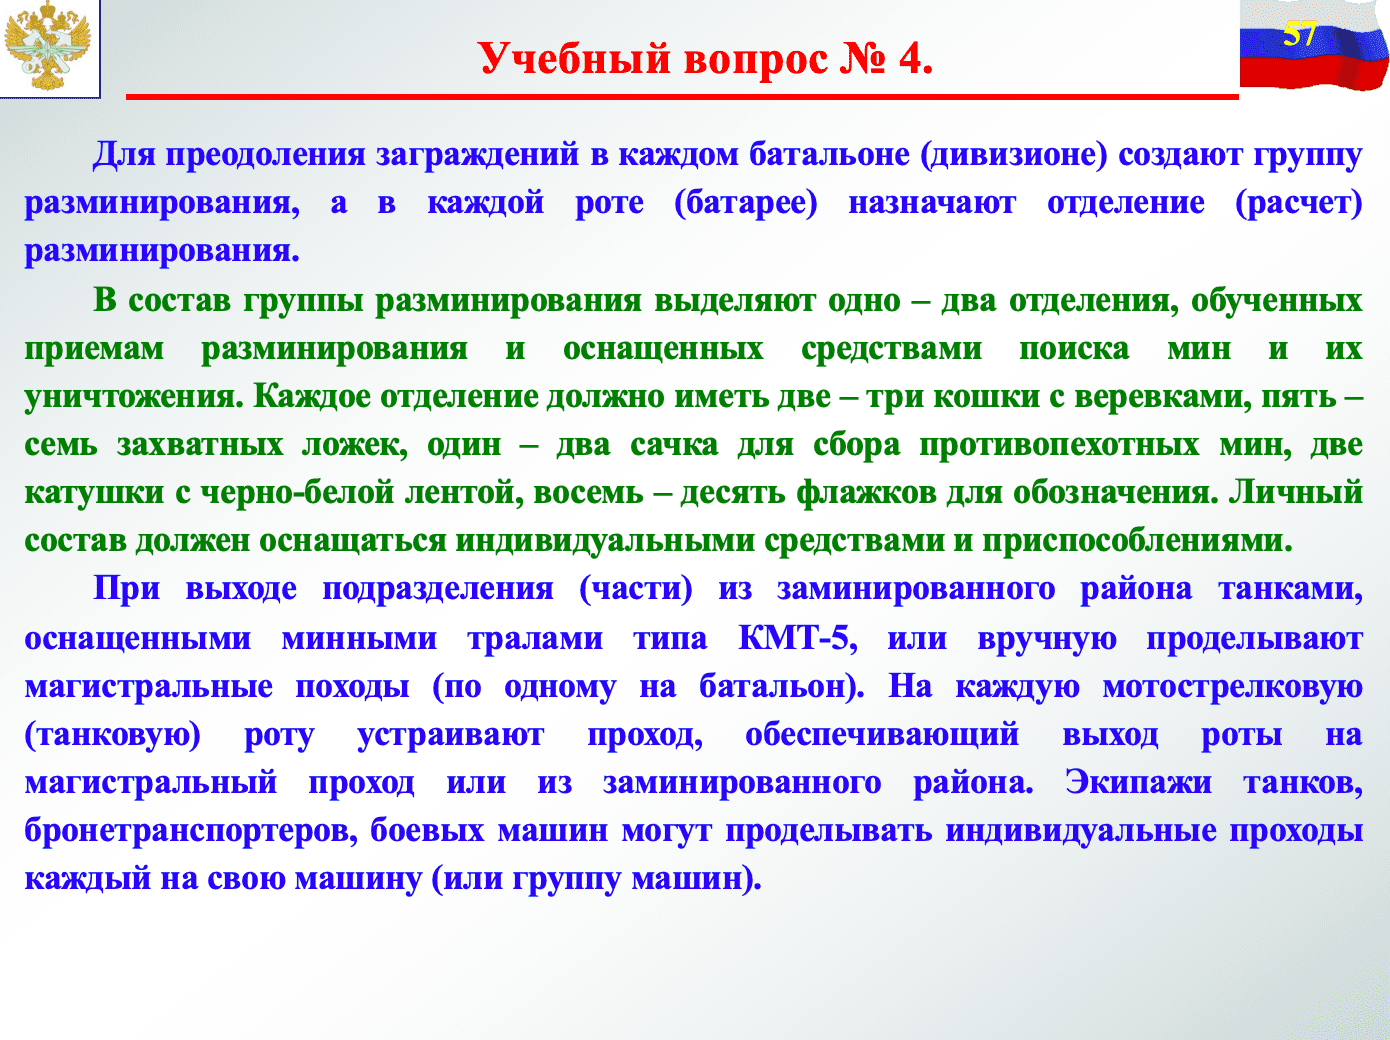 57
Учебный вопрос № 4.
Для преодоления заграждений в каждом батальоне (дивизионе) создают группу
разминирования, а в каждой роте (батарее) назначают отделение (расчет)
разминирования.
В состав группы разминирования выделяют одно – два отделения, обученных
приемам разминирования и оснащенных средствами поиска мин и их
уничтожения. Каждое отделение должно иметь две – три кошки с веревками, пять –
семь захватных ложек, один – два сачка для сбора противопехотных мин, две
катушки с черно-белой лентой, восемь – десять флажков для обозначения. Личный
состав должен оснащаться индивидуальными средствами и приспособлениями.
При выходе подразделения (части) из заминированного района танками,
оснащенными минными тралами типа КМТ-5, или вручную проделывают
магистральные походы (по одному на батальон). На каждую мотострелковую
(танковую) роту устраивают проход, обеспечивающий выход роты на
магистральный проход или из заминированного района. Экипажи танков,
бронетранспортеров, боевых машин могут проделывать индивидуальные проходы
каждый на свою машину (или группу машин).